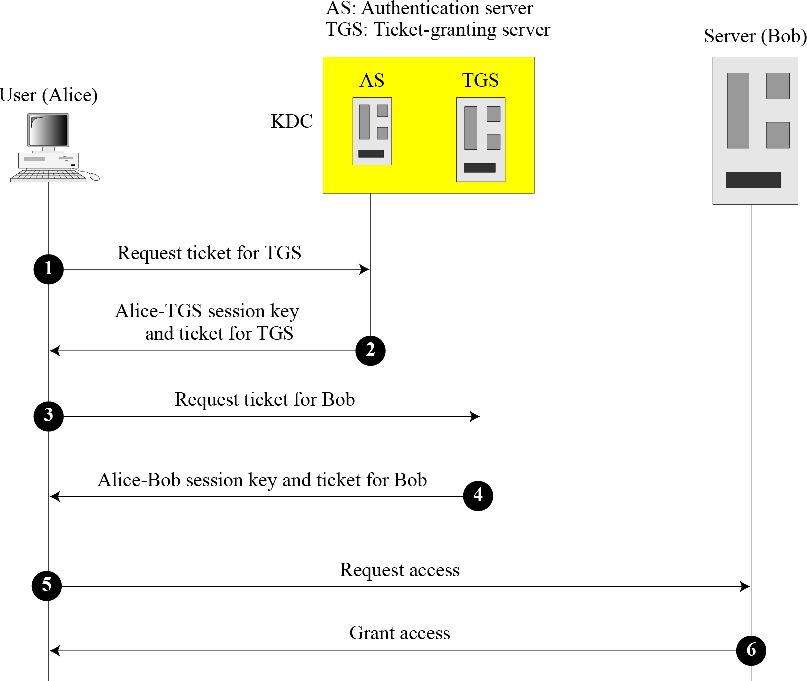 AS: Authentication server
TGS: Ticket-granting server
Server (Bob)
User (Alice)
KDC
AS
TGS
1
Request ticket for TGS
Alice-TGS session key
and ticket for TGS
2
3
Request ticket for Bob
Alice-Bob session key and ticket for Bob
4
5
Request access
Grant access
6